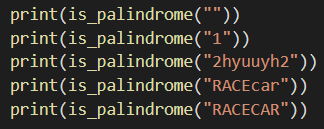 print(is_palindrome(""))
print(is_palindrome("1"))
print(is_palindrome("2hyuuyh2"))
print(is_palindrome("RACEcar"))
print(is_palindrome("RACECAR"))